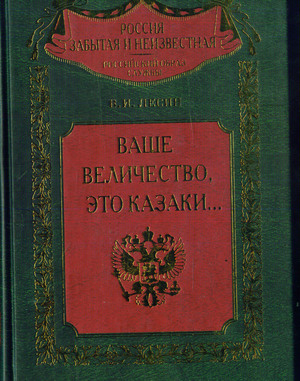 РОССИЯ
ЗАБЫТАЯ И НЕИЗВЕСТНАЯ
В. И. ЛЕСИН
ВАШЕ
ВЕЛИЧЕСТВО,
ЭТО КАЗАКИ...